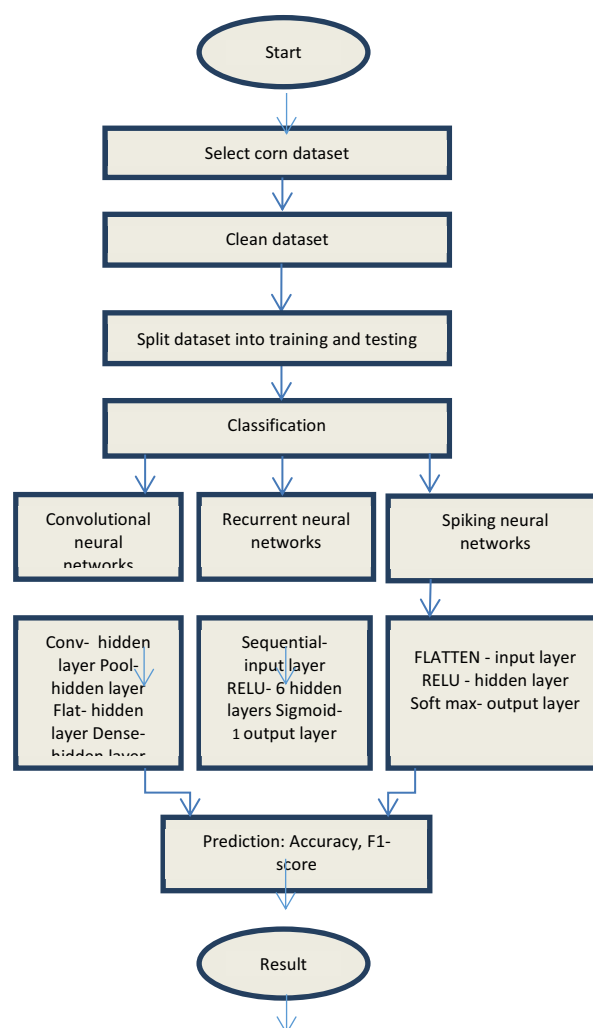 Start
Select corn dataset
Clean dataset
Split dataset into training and testing
Classification
Convolutional
neural
networks
Recurrent neural
networks
Spiking neural
networks
Conv-  hidden
layer Pool-
hidden layer
Flat- hidden
layer Dense-
hidden layer
Sequential-
input layer
RELU- 6 hidden
layers Sigmoid-
1 output layer
FLATTEN - input layer
RELU - hidden layer
Soft max- output layer
Prediction: Accuracy, F1-
score
Result